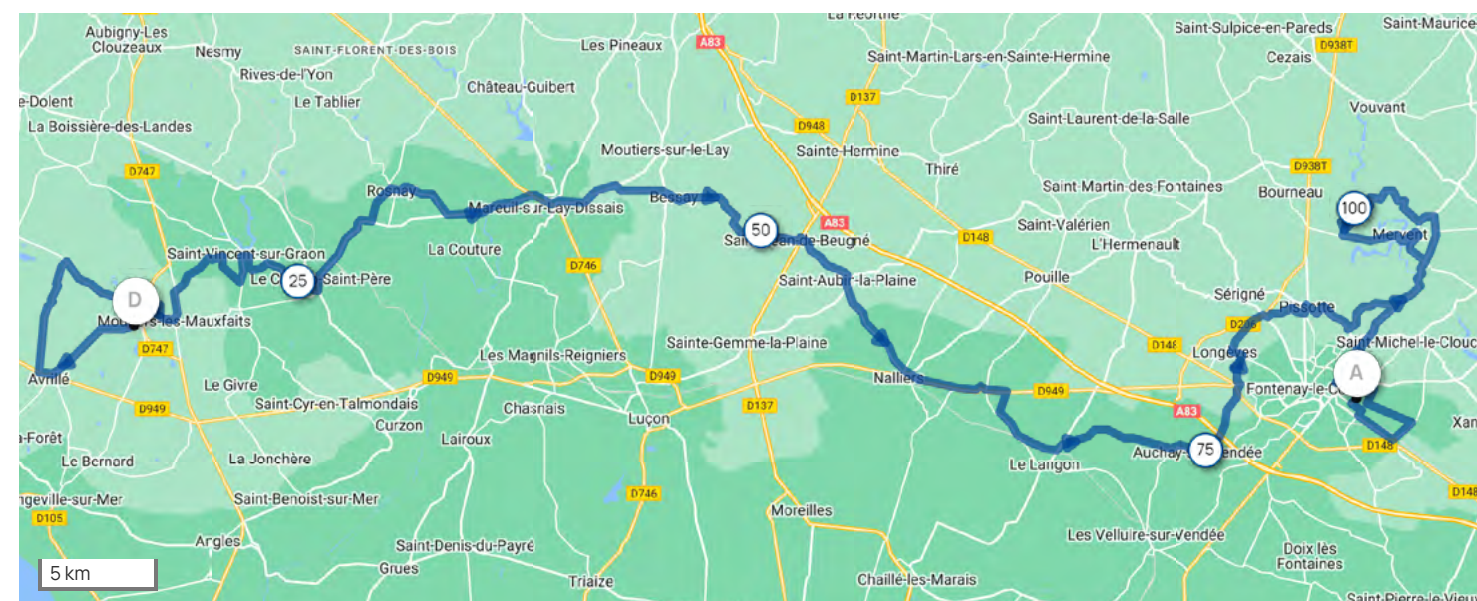 La Réorthe
Aubigny-Les
Clouzeaux
Nesmy
SAINT-FLORENT-DES-BOIS
Les Pineaux
A83
Saint-Sulpice-en-Pareds
Saint-Maurice
D938T
Saint-Martin-Lars-en-Sainte-Hermine
Cezais
Rives-de-l'Yon
Château-Guibert
e-Dolent
Le Tablier
D137
Vouvant
La Boissière-des-Landes
D948
Saint-Laurent-de-la-Salle
Moutiers-sur-le-Lay
Sainte-Hermine
D747
Thiré
D938T
Rosnay
Bessay
Saint-Martin-des-Fontaines
Bourneau
Mareuil-sur-Lay-Dissais
100
A83
Saint-Valérien
50
D148
Mervent
La Couture
L'Hermenault
Saint-Vincent-sur-Graon
D746
25
Saint-Père
Saint-Aubin-la-Plaine
Pouille
D
Sérigné
Pissotte
D747
D148
Sainte-Gemme-la-Plaine
Saint-Michel-le-Clouc
Les Magnils-Reigniers
Longèves
Avrillé
Le Givre
D949
D949
Nalliers
D949
A
Fontenay-le-C
D949
Saint-Cyr-en-Talmondais
Chasnais
Luçon
D137
A83
Curzon
Xan
a-Forêt
Lairoux
D148
Le Bernard
La Jonchère
75
Le Langon
D746
D148
ngeville-sur-Mer
Saint-Benoist-sur-Mer
D105
Moreilles
Angles
Saint-Denis-du-Payré
Les Velluire-sur-Vendée
Doix lès
Fontaines
5 km
Grues
Triaize
Chaillé-les-Marais
Saint-Pierre-le-Vieu